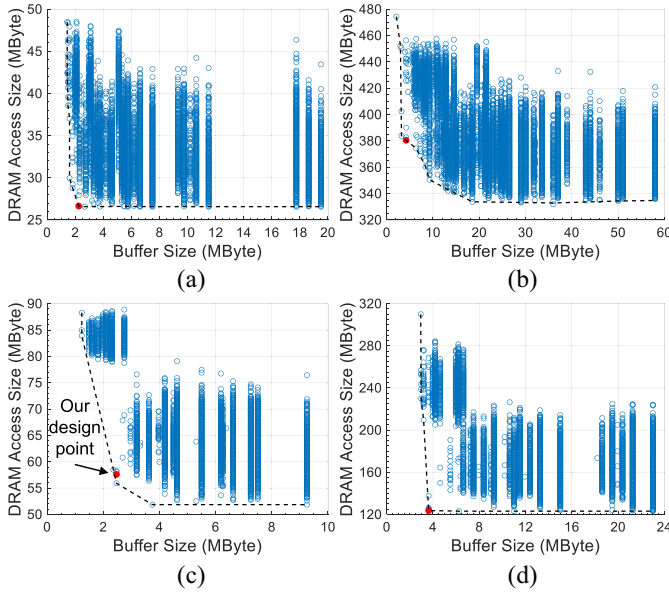 50
45
40
35
30
25
DRAM Access Size (MByte)
0 2 4 6 8 10 12 14 16 18 20
Buffer Size (MByte)
(a)
480
460
440
420
400
380
360
340
320
DRAM Access Size (MByte)
0 10 20 30 40 50 60
Buffer Size (MByte)
(b)
90
85
80
75
70
65
60
55
50
DRAM Access Size (MByte)
Our
design
point
0 2 4 6 8 10
Buffer Size (MByte)
(c)
320
280
240
200
160
120
DRAM Access Size (MByte)
0 4 8 12 16 20 24
Buffer Size (MByte)
(d)